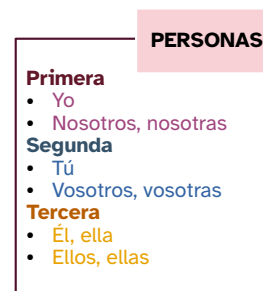 PERSONAS
Primera
• Yo
• Nosotros, nosotras
Segunda
• Tú
• Vosotros, vosotras
Tercera
• Él, ella
• Ellos, ellas